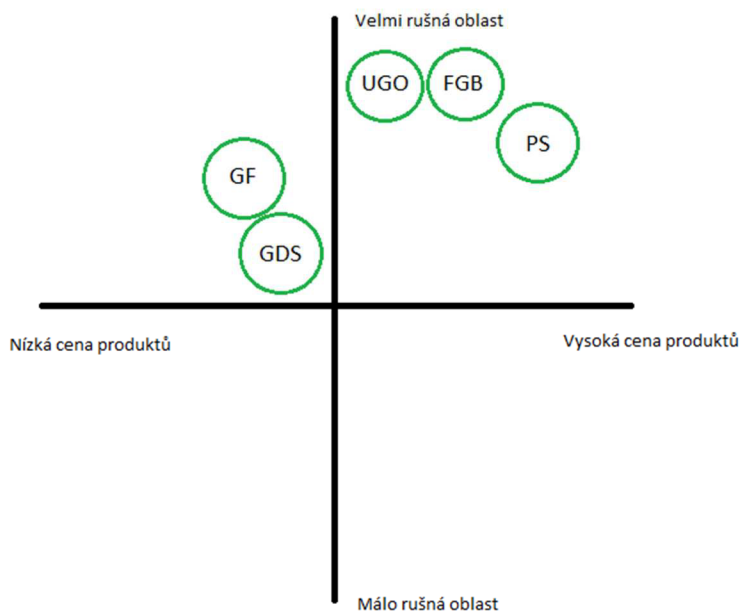 Velmi rušná oblast
UGO
FGB
PS
GF
GDS
Nízká cena produktů
Vysoká cena produktů
Málo rušná oblast